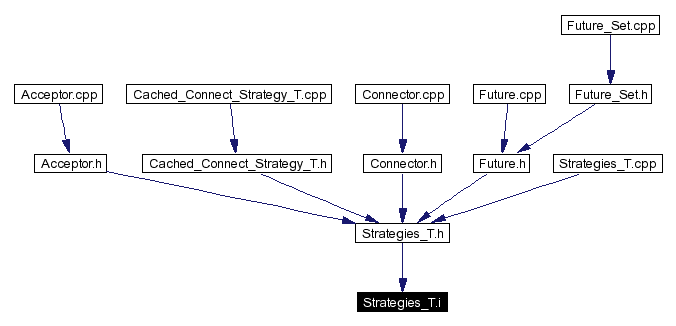 Future_Set.cpp
Acceptor.cpp
Cached_Connect_Strategy_T.cpp
Connector.cpp
Future.cpp
Future_Set.h
Acceptor.h
Cached_Connect_Strategy_T.h
Connector.h
Future.h
Strategies_T.cpp
Strategies_T.h
Strategies_T.i